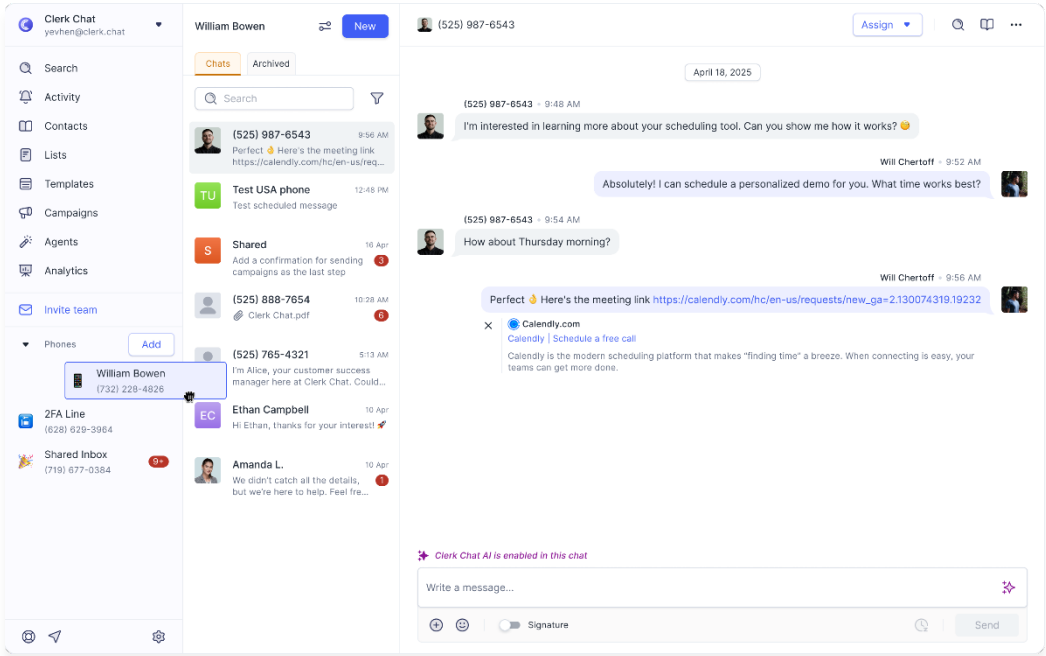 Clerk Chat
yevhen@clerk.chat
Search
Activity
Contacts
Lists
Templates
Campaigns
Agents
Analytics
Invite team
Phones
Add
William Bowen
(732) 228-4826
2FA Line
(628) 629-3964
Shared Inbox
(719) 677-0384
9+
William Bowen
New
Chats
Archived
Search
(525) 987-6543
9:56 AM
Perfect 👌 Here's the meeting link
https://calendly.com/hc/en-us/req...
TU
Test USA phone
12:48 PM
Test scheduled message
S
Shared
16 Apr
Add a confirmation for sending
campaigns as the last step
3
(525) 888-7654
10:28 AM
Clerk Chat.pdf
6
(525) 765-4321
5:13 AM
I'm Alice, your customer success
manager here at Clerk Chat. Could...
EC
Ethan Campbell
10 Apr
Hi Ethan, thanks for your interest! 🚀
Amanda L.
10 Apr
We didn't catch all the details,
but we're here to help. Feel fre...
1
(525) 987-6543
Assign
April 18, 2025
(525) 987-6543 • 9:48 AM
I'm interested in learning more about your scheduling tool. Can you show me how it works? 😊
Will Chertoff • 9:52 AM
Absolutely! I can schedule a personalized demo for you. What time works best?
(525) 987-6543 • 9:54 AM
How about Thursday morning?
Will Chertoff • 9:56 AM
Perfect 👌 Here's the meeting link https://calendly.com/hc/en-us/requests/new_ga=2.130074319.19232
Calendly.com
Calendly | Schedule a free call
Calendly is the modern scheduling platform that makes "finding time" a breeze. When connecting is easy, your
teams can get more done.
Clerk Chat AI is enabled in this chat
Write a message...
Signature
Send